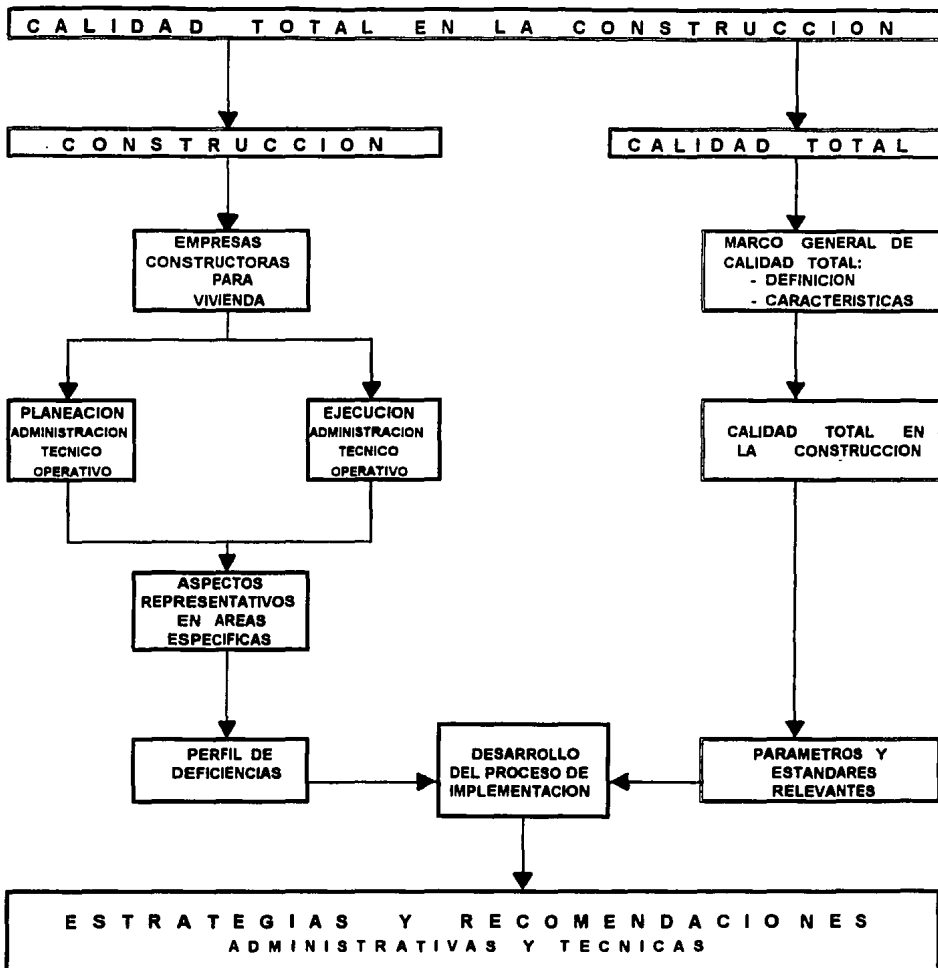 CALIDAD TOTAL EN LA CONSTRUCCION
CONSTRUCCION
CALIDAD TOTAL
EMPRESAS
CONSTRUCTORAS
PARA
VIVIENDA
MARCO GENERAL DE
CALIDAD TOTAL:
- DEFINICION
- CARACTERISTICAS
PLANEACION
ADMINISTRACION
TECNICO
OPERATIVO
EJECUCION
ADMINISTRACION
TECNICO
OPERATIVO
CALIDAD TOTAL EN
LA CONSTRUCCION
ASPECTOS
REPRESENTATIVOS
EN AREAS
ESPECIFICAS
PERFIL DE
DEFICIENCIAS
DESARROLLO
DEL PROCESO DE
IMPLEMENTACION
PARAMETROS Y
ESTANDARES
RELEVANTES
ESTRATEGIAS Y RECOMENDACIONES
ADMINISTRATIVAS Y TECNICAS